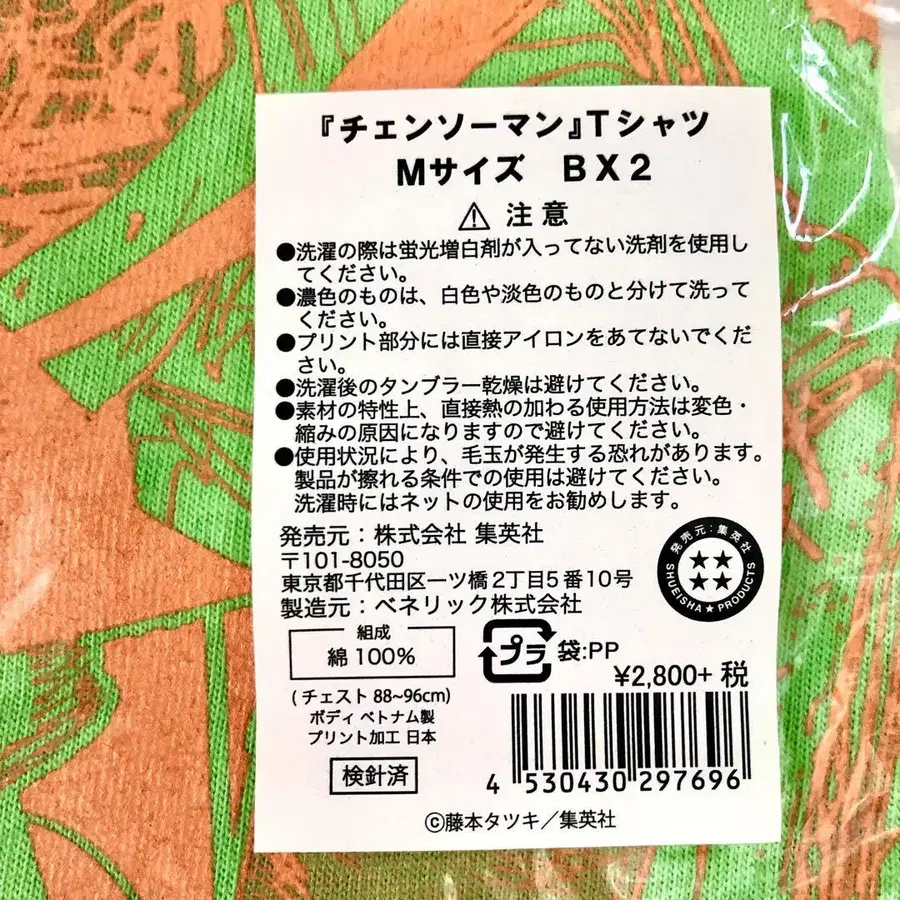 『チェンソーマン』Tシャツ
Mサイズ　BX2
⚠ 注意
●洗濯の際は蛍光増白剤が入ってない洗剤を使用し
てください。
●濃色のものは、白色や淡色のものと分けて洗って
ください。
●プリント部分には直接アイロンをあてないでくだ
さい。
●洗濯後のタンブラー乾燥は避けてください。
●素材の特性上、直接熱の加わる使用方法は変色・
縮みの原因になりますので避けてください。
●使用状況により、毛玉が発生する恐れがあります。
製品が擦れる条件での使用は避けてください。
洗濯時にはネットの使用をお勧めします。
発売元：株式会社 集英社
〒101-8050
東京都千代田区一ツ橋2丁目5番10号
製造元：ベネリック株式会社
発売元：集英社
SHUEISHA★PRODUCTS
組成
綿100%
プラ 袋:PP
¥2,800+ 税
(チェスト 88~96cm)
ボディ ベトナム製
プリント加工 日本
検針済
4 530430 297696
©藤本タツキ／集英社